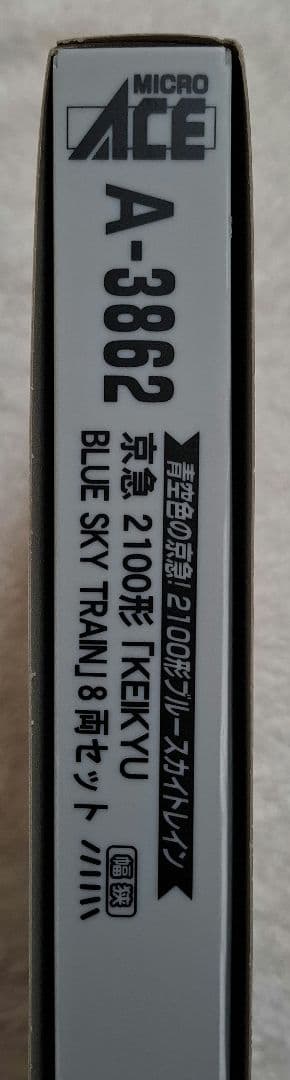 MICRO
ACE
A-3862
青空色の京急!2100形ブルースカイトレイン
京急 2100形「KEIKYU
BLUE SKY TRAIN」8両セット
幅狭